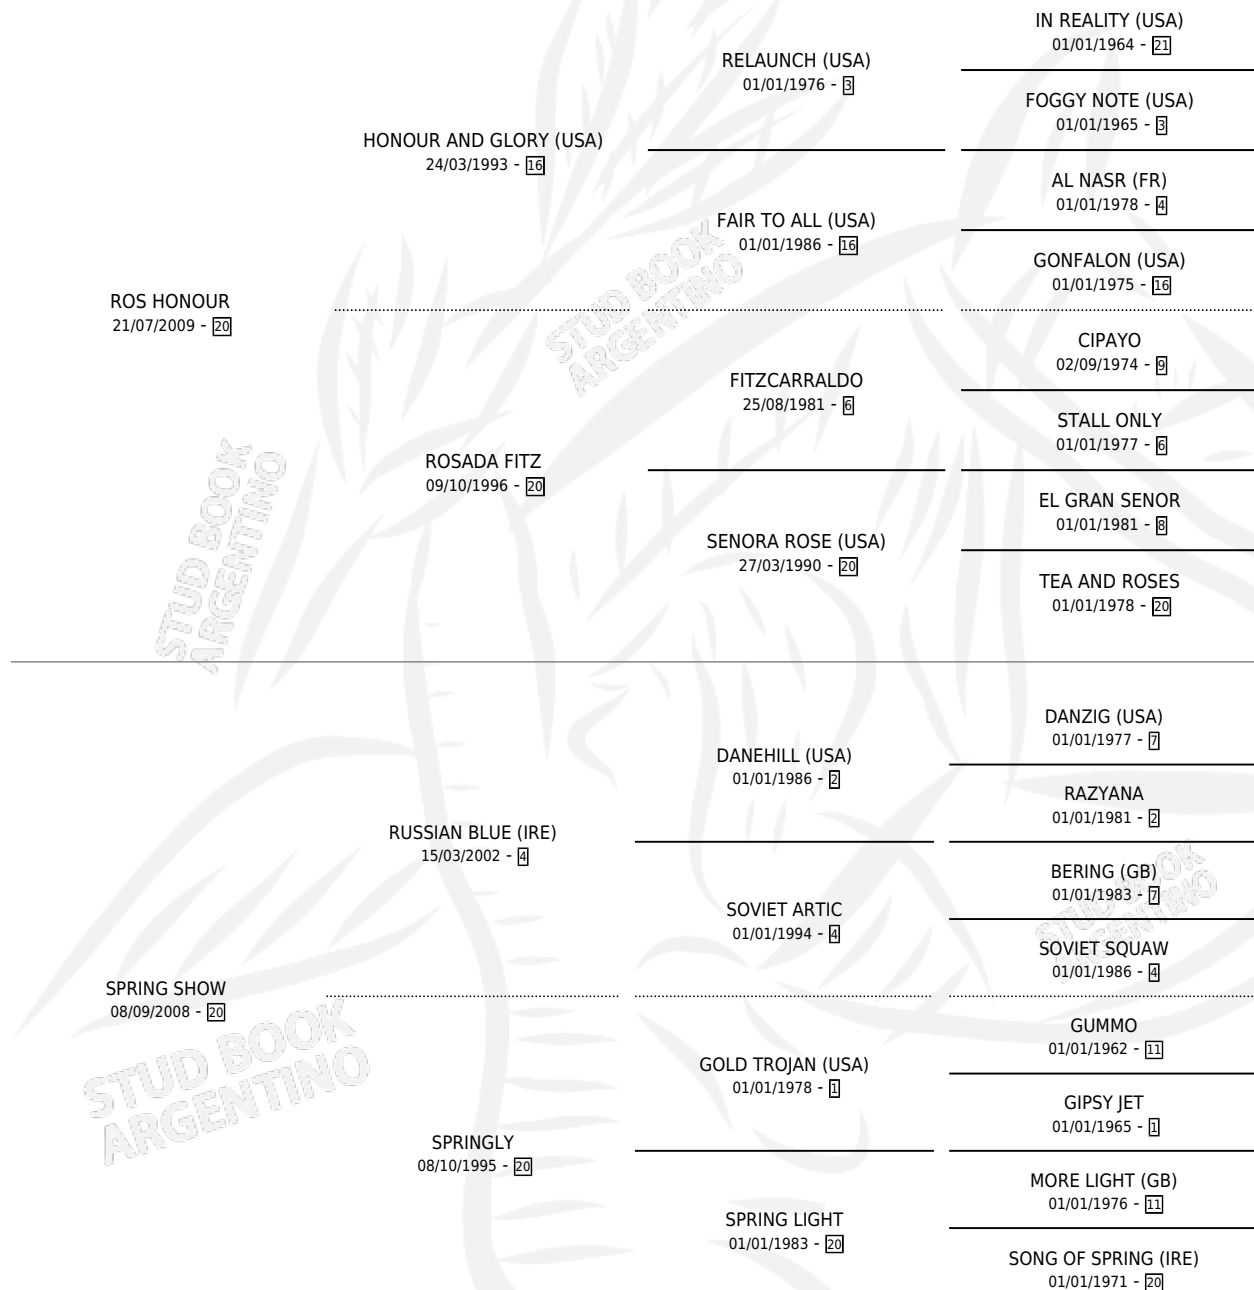 IN REALITY (USA)
01/01/1964 - 21
RELAUNCH (USA)
01/01/1976 - 3
FOGGY NOTE (USA)
01/01/1965 - 3
HONOUR AND GLORY (USA)
24/03/1993 - 16
AL NASR (FR)
01/01/1978 - 4
FAIR TO ALL (USA)
01/01/1986 - 16
GONFALON (USA)
01/01/1975 - 16
ROS HONOUR
21/07/2009 - 20
CIPAYO
02/09/1974 - 9
FITZCARRALDO
25/08/1981 - 6
STALL ONLY
01/01/1977 - 6
ROSADA FITZ
09/10/1996 - 20
EL GRAN SENOR
01/01/1981 - 8
SENORA ROSE (USA)
27/03/1990 - 20
TEA AND ROSES
01/01/1978 - 20
DANZIG (USA)
01/01/1977 - 7
DANEHILL (USA)
01/01/1986 - 2
RAZYANA
01/01/1981 - 2
RUSSIAN BLUE (IRE)
15/03/2002 - 4
BERING (GB)
01/01/1983 - 7
SOVIET ARTIC
01/01/1994 - 4
SOVIET SQUAW
01/01/1986 - 4
SPRING SHOW
08/09/2008 - 20
GUMMO
01/01/1962 - 11
GOLD TROJAN (USA)
01/01/1978 - 1
GIPSY JET
01/01/1965 - 1
SPRINGLY
08/10/1995 - 20
MORE LIGHT (GB)
01/01/1976 - 11
SPRING LIGHT
01/01/1983 - 20
SONG OF SPRING (IRE)
01/01/1971 - 20
STUD BOOK
ARGENTINO
STUD BOOK
ARGENTINO
STUD BOOK
ARGENTINO
STUD BOOK
ARGENTINO